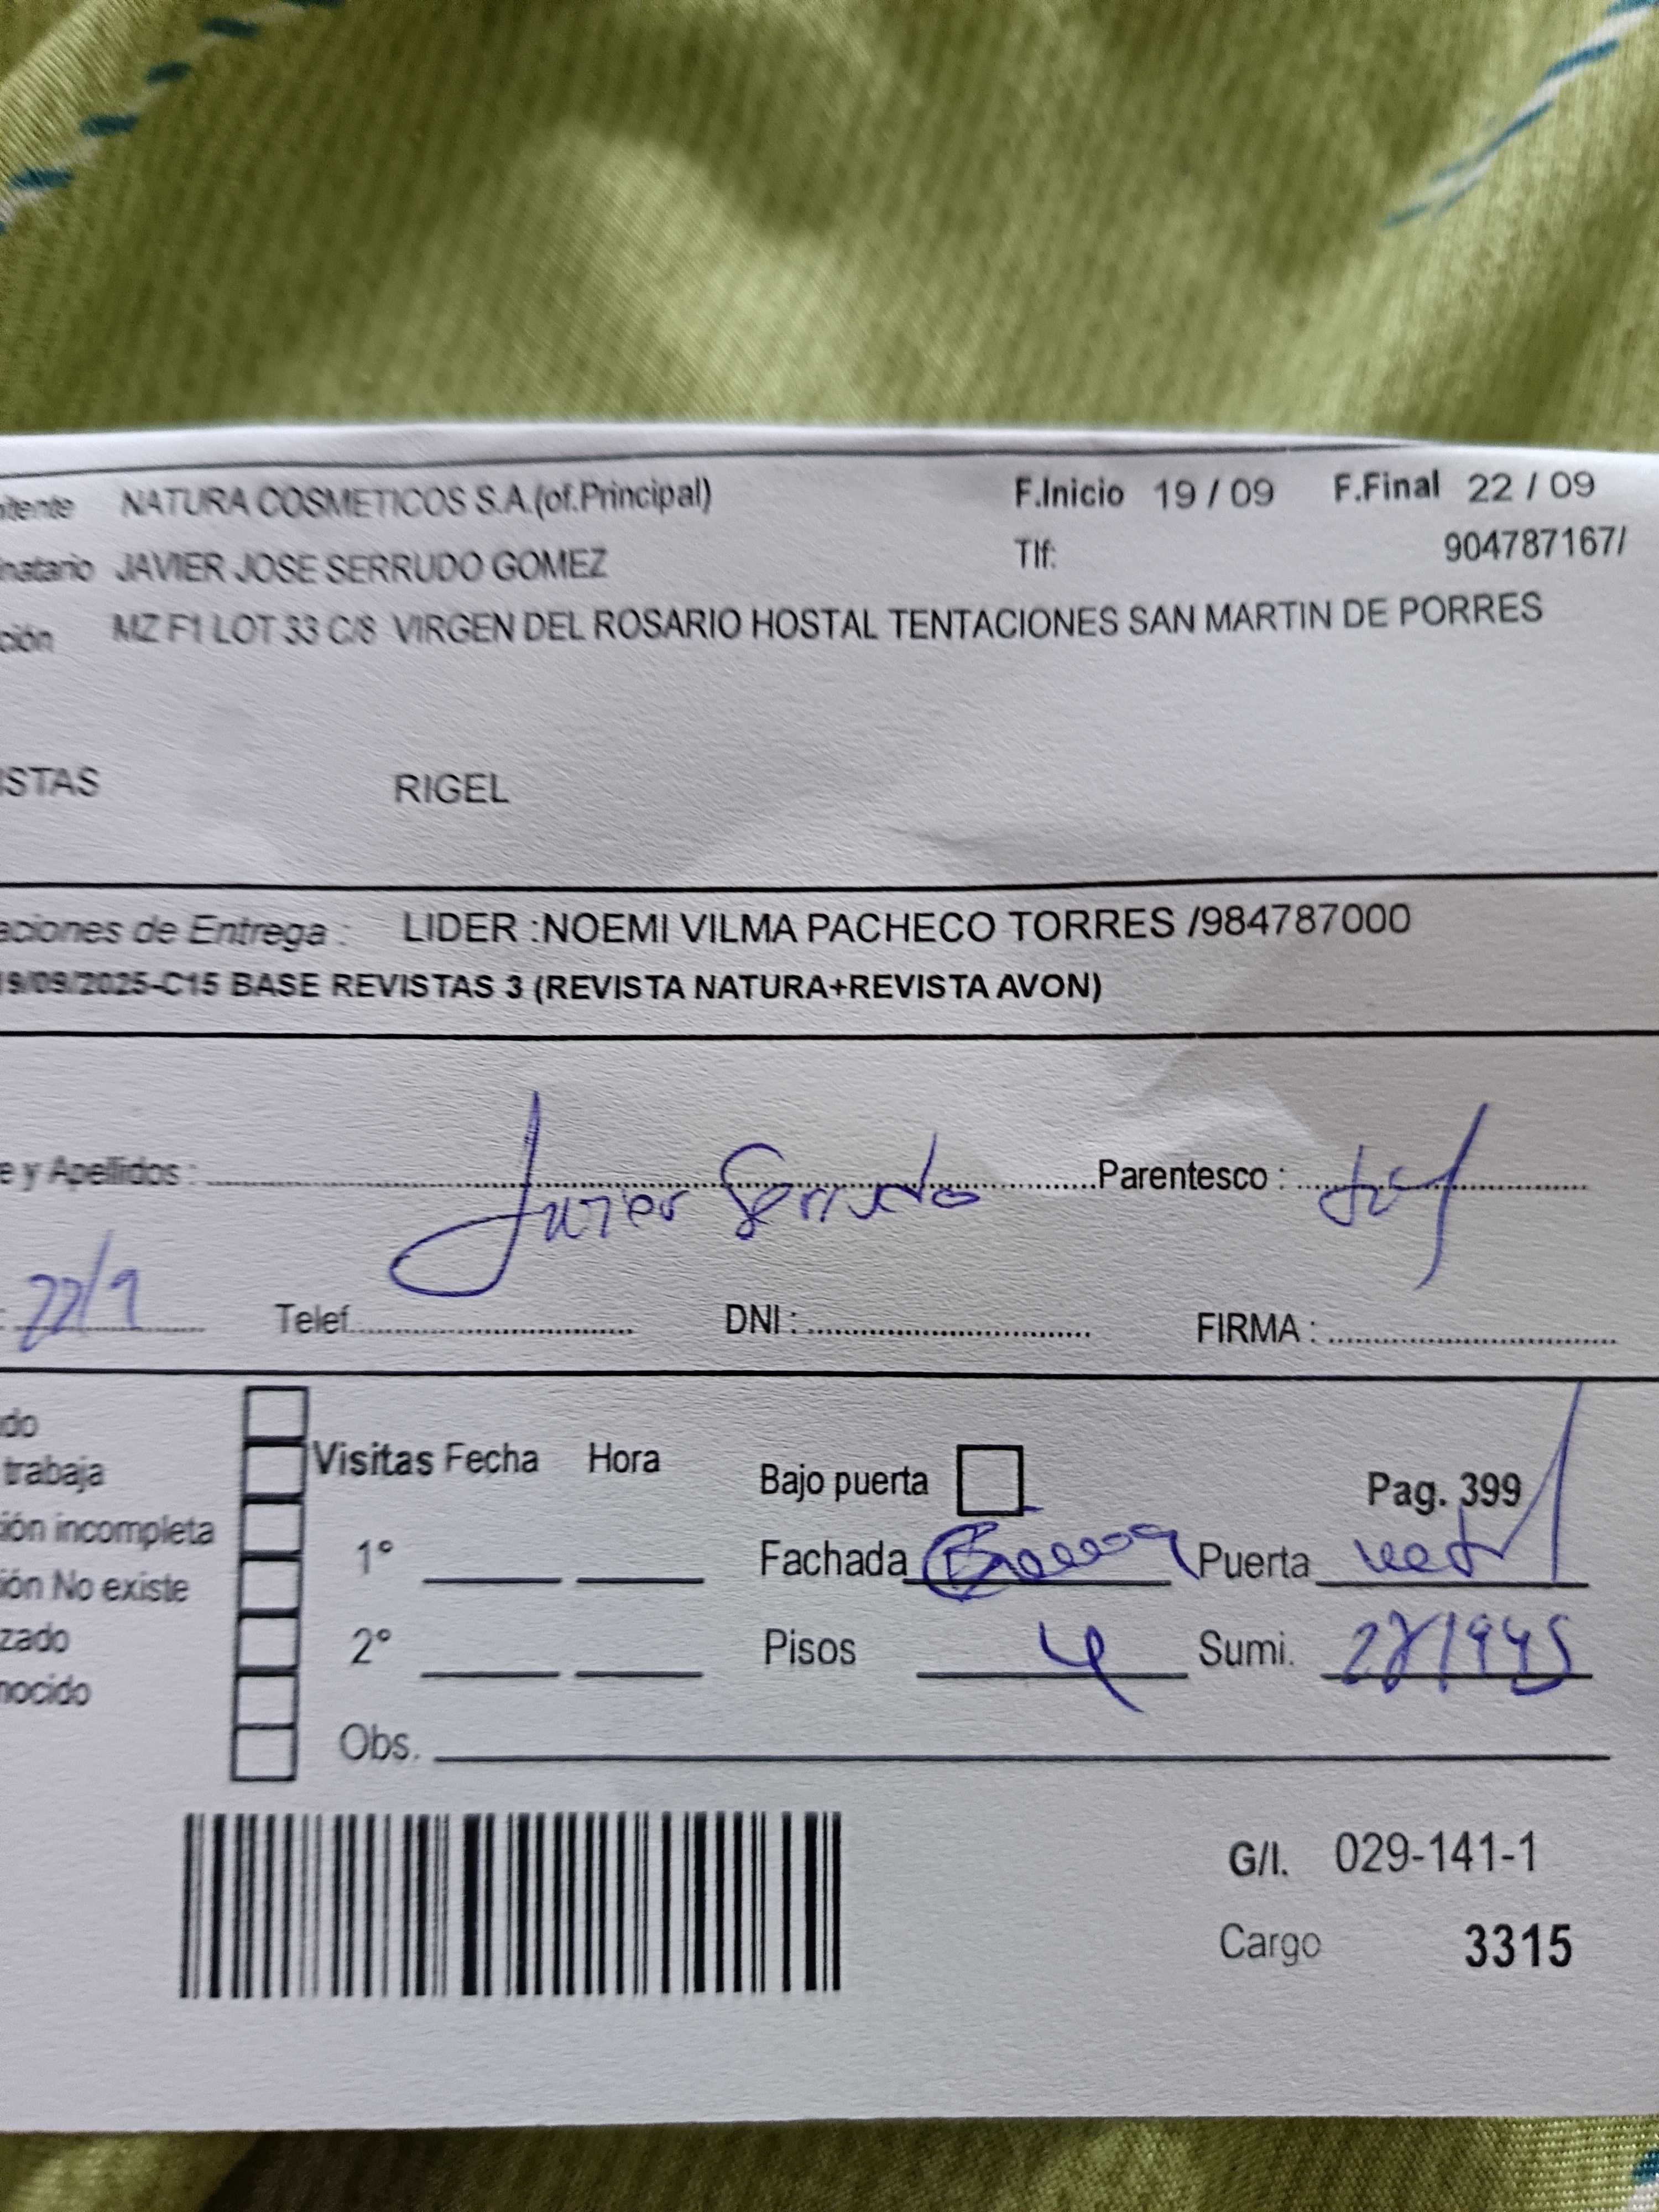 itente NATURA COSMETICOS S.A.(of.Principal) F.Inicio 19 / 09 F.Final 22 / 09
natario JAVIER JOSE SERRUDO GOMEZ Tlf: 904787167/
ción MZ F1 LOT 33 C/8 VIRGEN DEL ROSARIO HOSTAL TENTACIONES SAN MARTIN DE PORRES
ISTAS RIGEL
aciones de Entrega : LIDER :NOEMI VILMA PACHECO TORRES /984787000
19/09/2025-C15 BASE REVISTAS 3 (REVISTA NATURA+REVISTA AVON)
e y Apellidos : Javier Serrudo Parentesco :
: 22/9 Telef. DNI : FIRMA :
do
trabaja Visitas Fecha Hora Bajo puerta Pag. 399
ión incompleta 1° Fachada Puerta
ión No existe
zado 2° Pisos 4 Sumi.
nocido
Obs.
G/I. 029-141-1
Cargo 3315